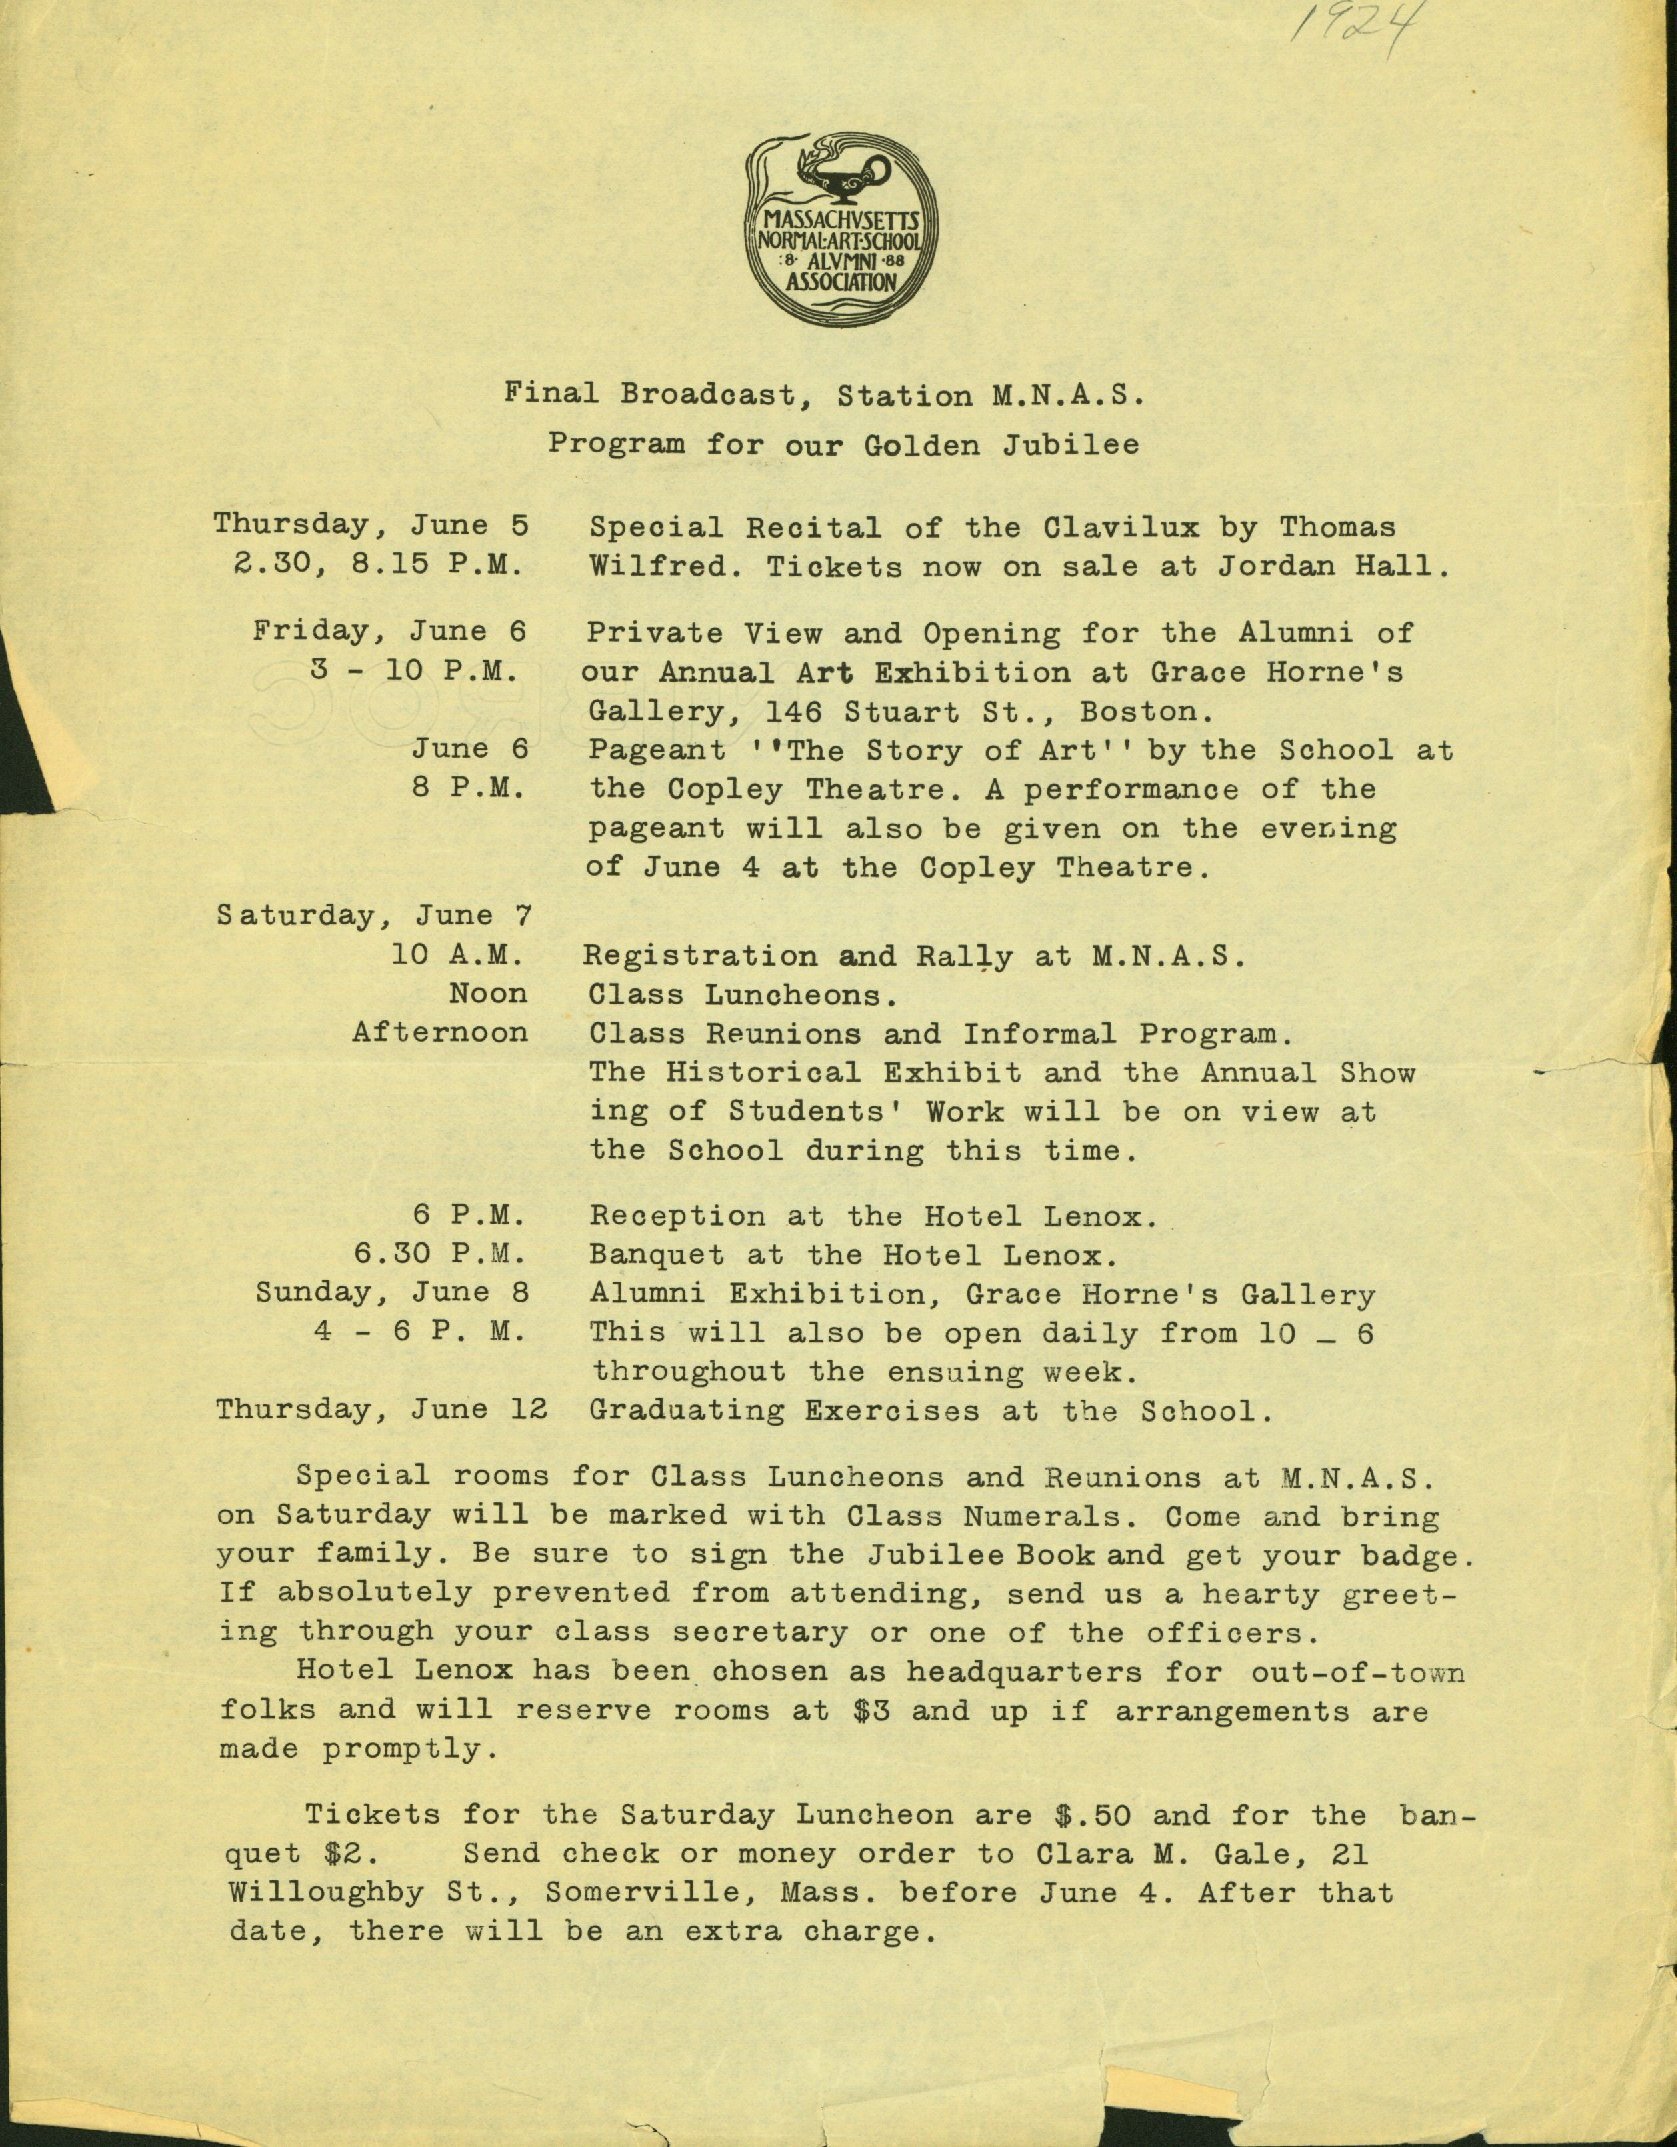 1924
MASSACHVSETTS
NORMAL·ART·SCHOOL
·8· ALVMNI ·88
ASSOCIATION
Final Broadcast, Station M.N.A.S.
Program for our Golden Jubilee
Thursday, June 5 Special Recital of the Clavilux by Thomas
2.30, 8.15 P.M. Wilfred. Tickets now on sale at Jordan Hall.
Friday, June 6 Private View and Opening for the Alumni of
3 - 10 P.M. our Annual Art Exhibition at Grace Horne's
Gallery, 146 Stuart St., Boston.
June 6 Pageant ''The Story of Art'' by the School at
8 P.M. the Copley Theatre. A performance of the
pageant will also be given on the evening
of June 4 at the Copley Theatre.
Saturday, June 7
10 A.M. Registration and Rally at M.N.A.S.
Noon Class Luncheons.
Afternoon Class Reunions and Informal Program.
The Historical Exhibit and the Annual Show
ing of Students' Work will be on view at
the School during this time.
6 P.M. Reception at the Hotel Lenox.
6.30 P.M. Banquet at the Hotel Lenox.
Sunday, June 8 Alumni Exhibition, Grace Horne's Gallery
4 - 6 P. M. This will also be open daily from 10 _ 6
throughout the ensuing week.
Thursday, June 12 Graduating Exercises at the School.
Special rooms for Class Luncheons and Reunions at M.N.A.S.
on Saturday will be marked with Class Numerals. Come and bring
your family. Be sure to sign the Jubilee Book and get your badge.
If absolutely prevented from attending, send us a hearty greet-
ing through your class secretary or one of the officers.
Hotel Lenox has been chosen as headquarters for out-of-town
folks and will reserve rooms at $3 and up if arrangements are
made promptly.
Tickets for the Saturday Luncheon are $.50 and for the ban-
quet $2. Send check or money order to Clara M. Gale, 21
Willoughby St., Somerville, Mass. before June 4. After that
date, there will be an extra charge.